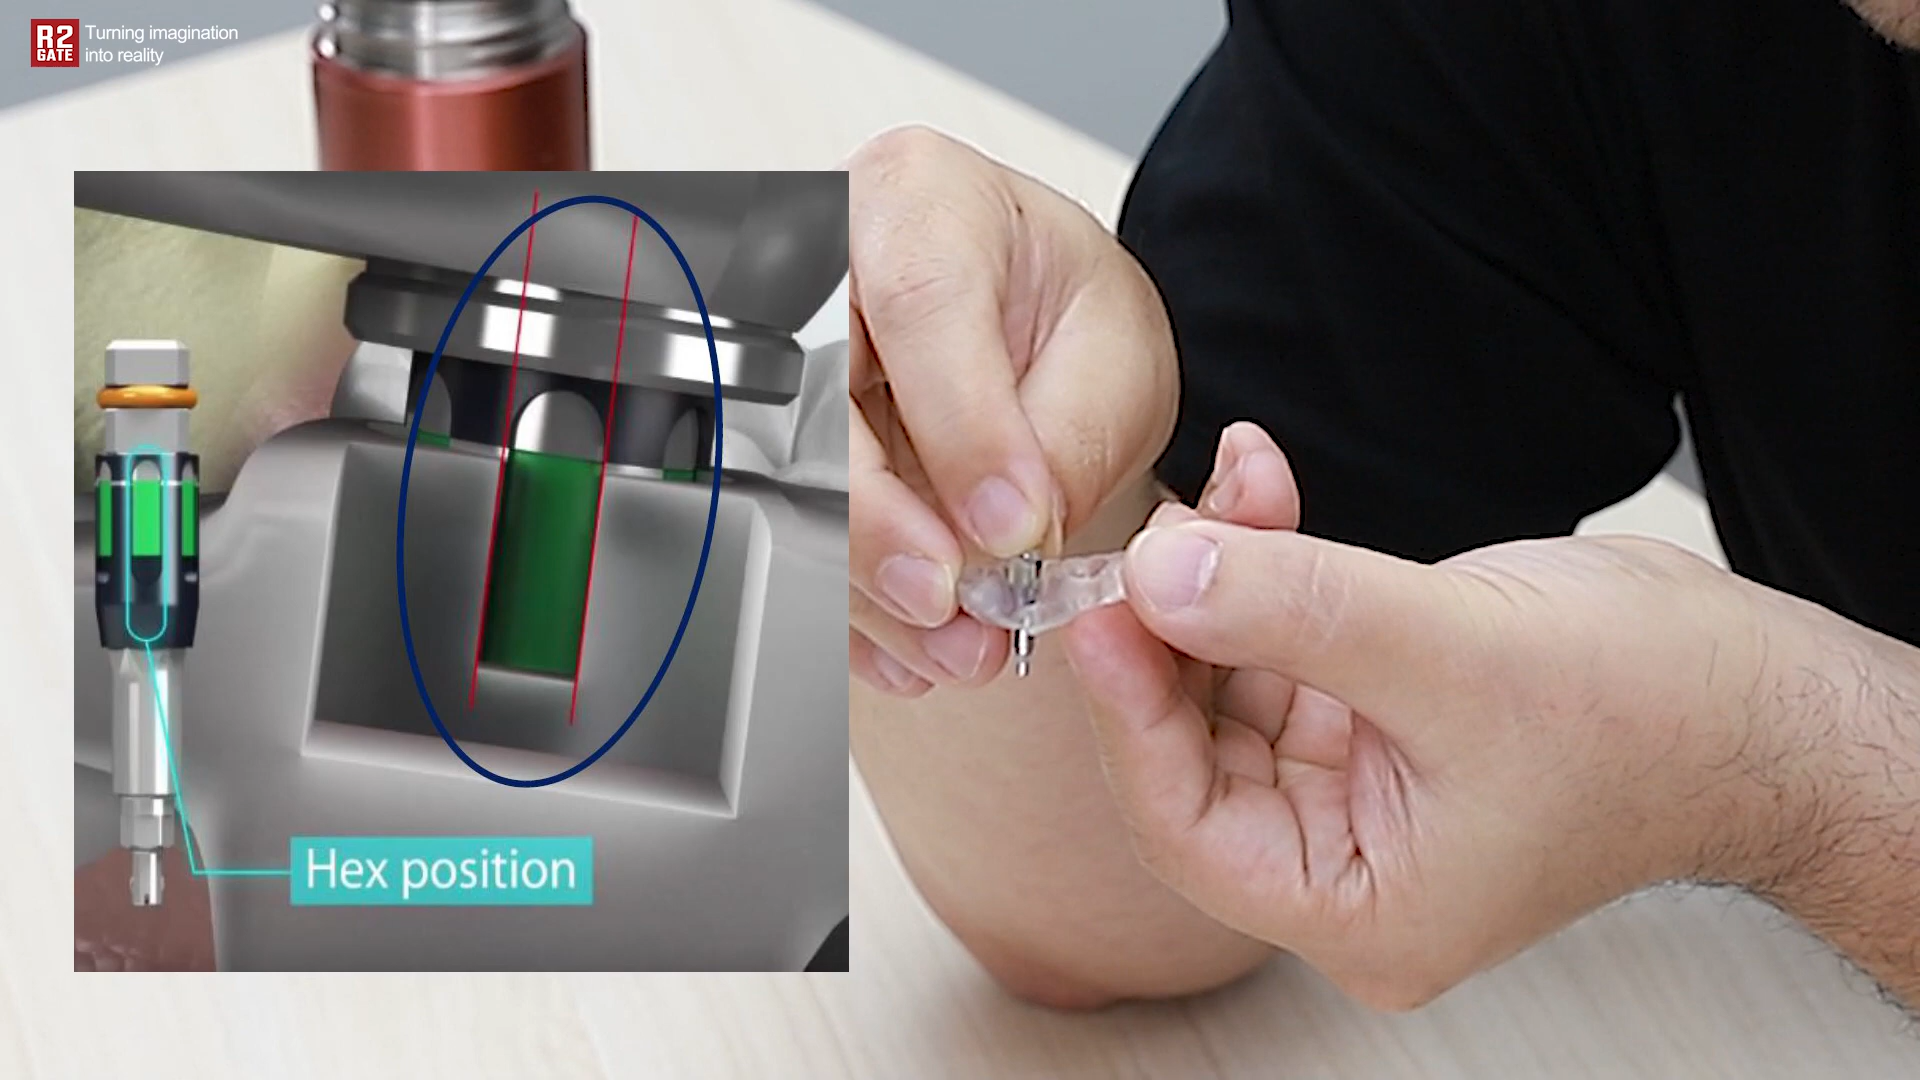 R2
GATE
Turning imagination
into reality
Hex position